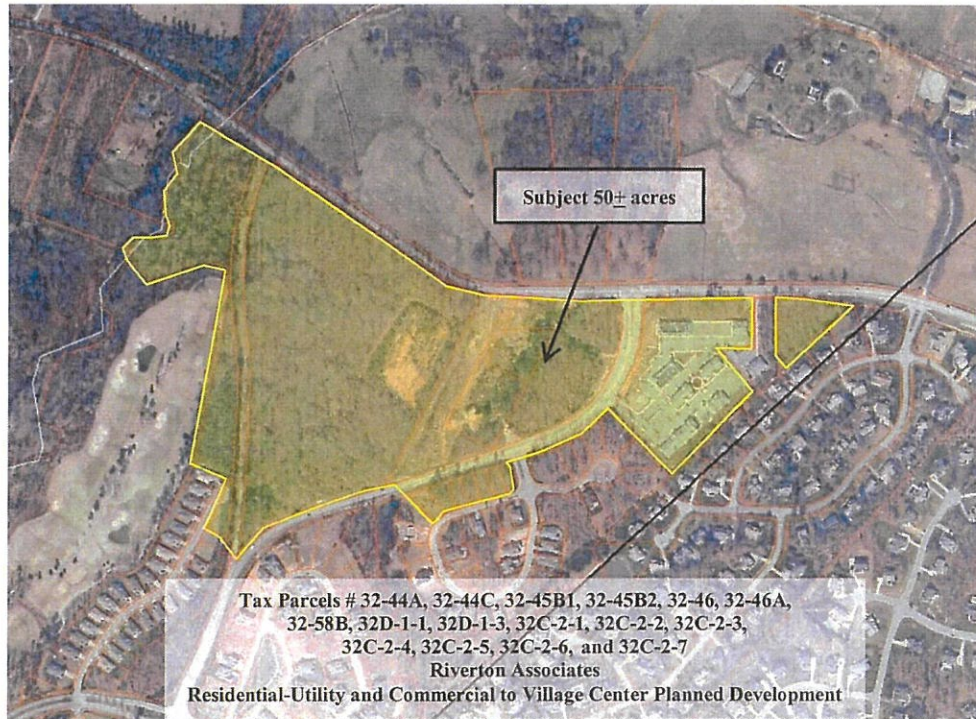 Subject 50± acres
Tax Parcels # 32-44A, 32-44C, 32-45B1, 32-45B2, 32-46, 32-46A,
32-58B, 32D-1-1, 32D-1-3, 32C-2-1, 32C-2-2, 32C-2-3,
32C-2-4, 32C-2-5, 32C-2-6, and 32C-2-7
Riverton Associates
Residential-Utility and Commercial to Village Center Planned Development